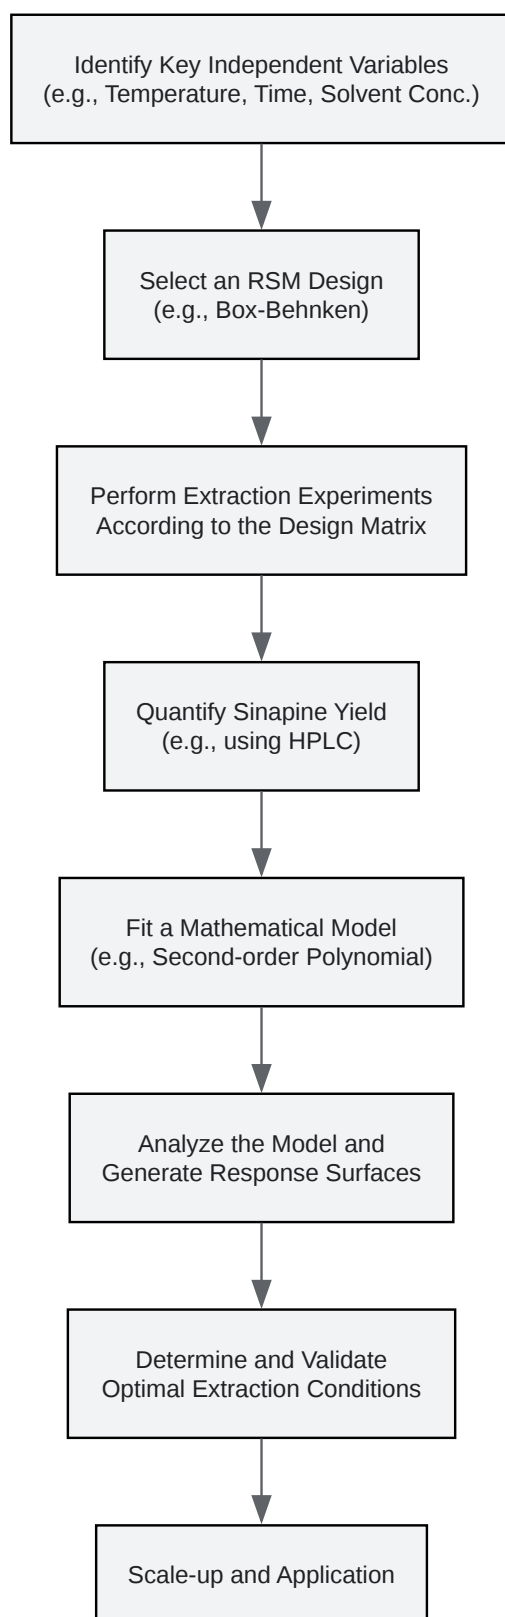 Identify Key Independent Variables
(e.g., Temperature, Time, Solvent Conc.)
Select an RSM Design
(e.g., Box-Behnken)
Perform Extraction Experiments
According to the Design Matrix
Quantify Sinapine Yield
(e.g., using HPLC)
Fit a Mathematical Model
(e.g., Second-order Polynomial)
Analyze the Model and
Generate Response Surfaces
Determine and Validate
Optimal Extraction Conditions
Scale-up and Application